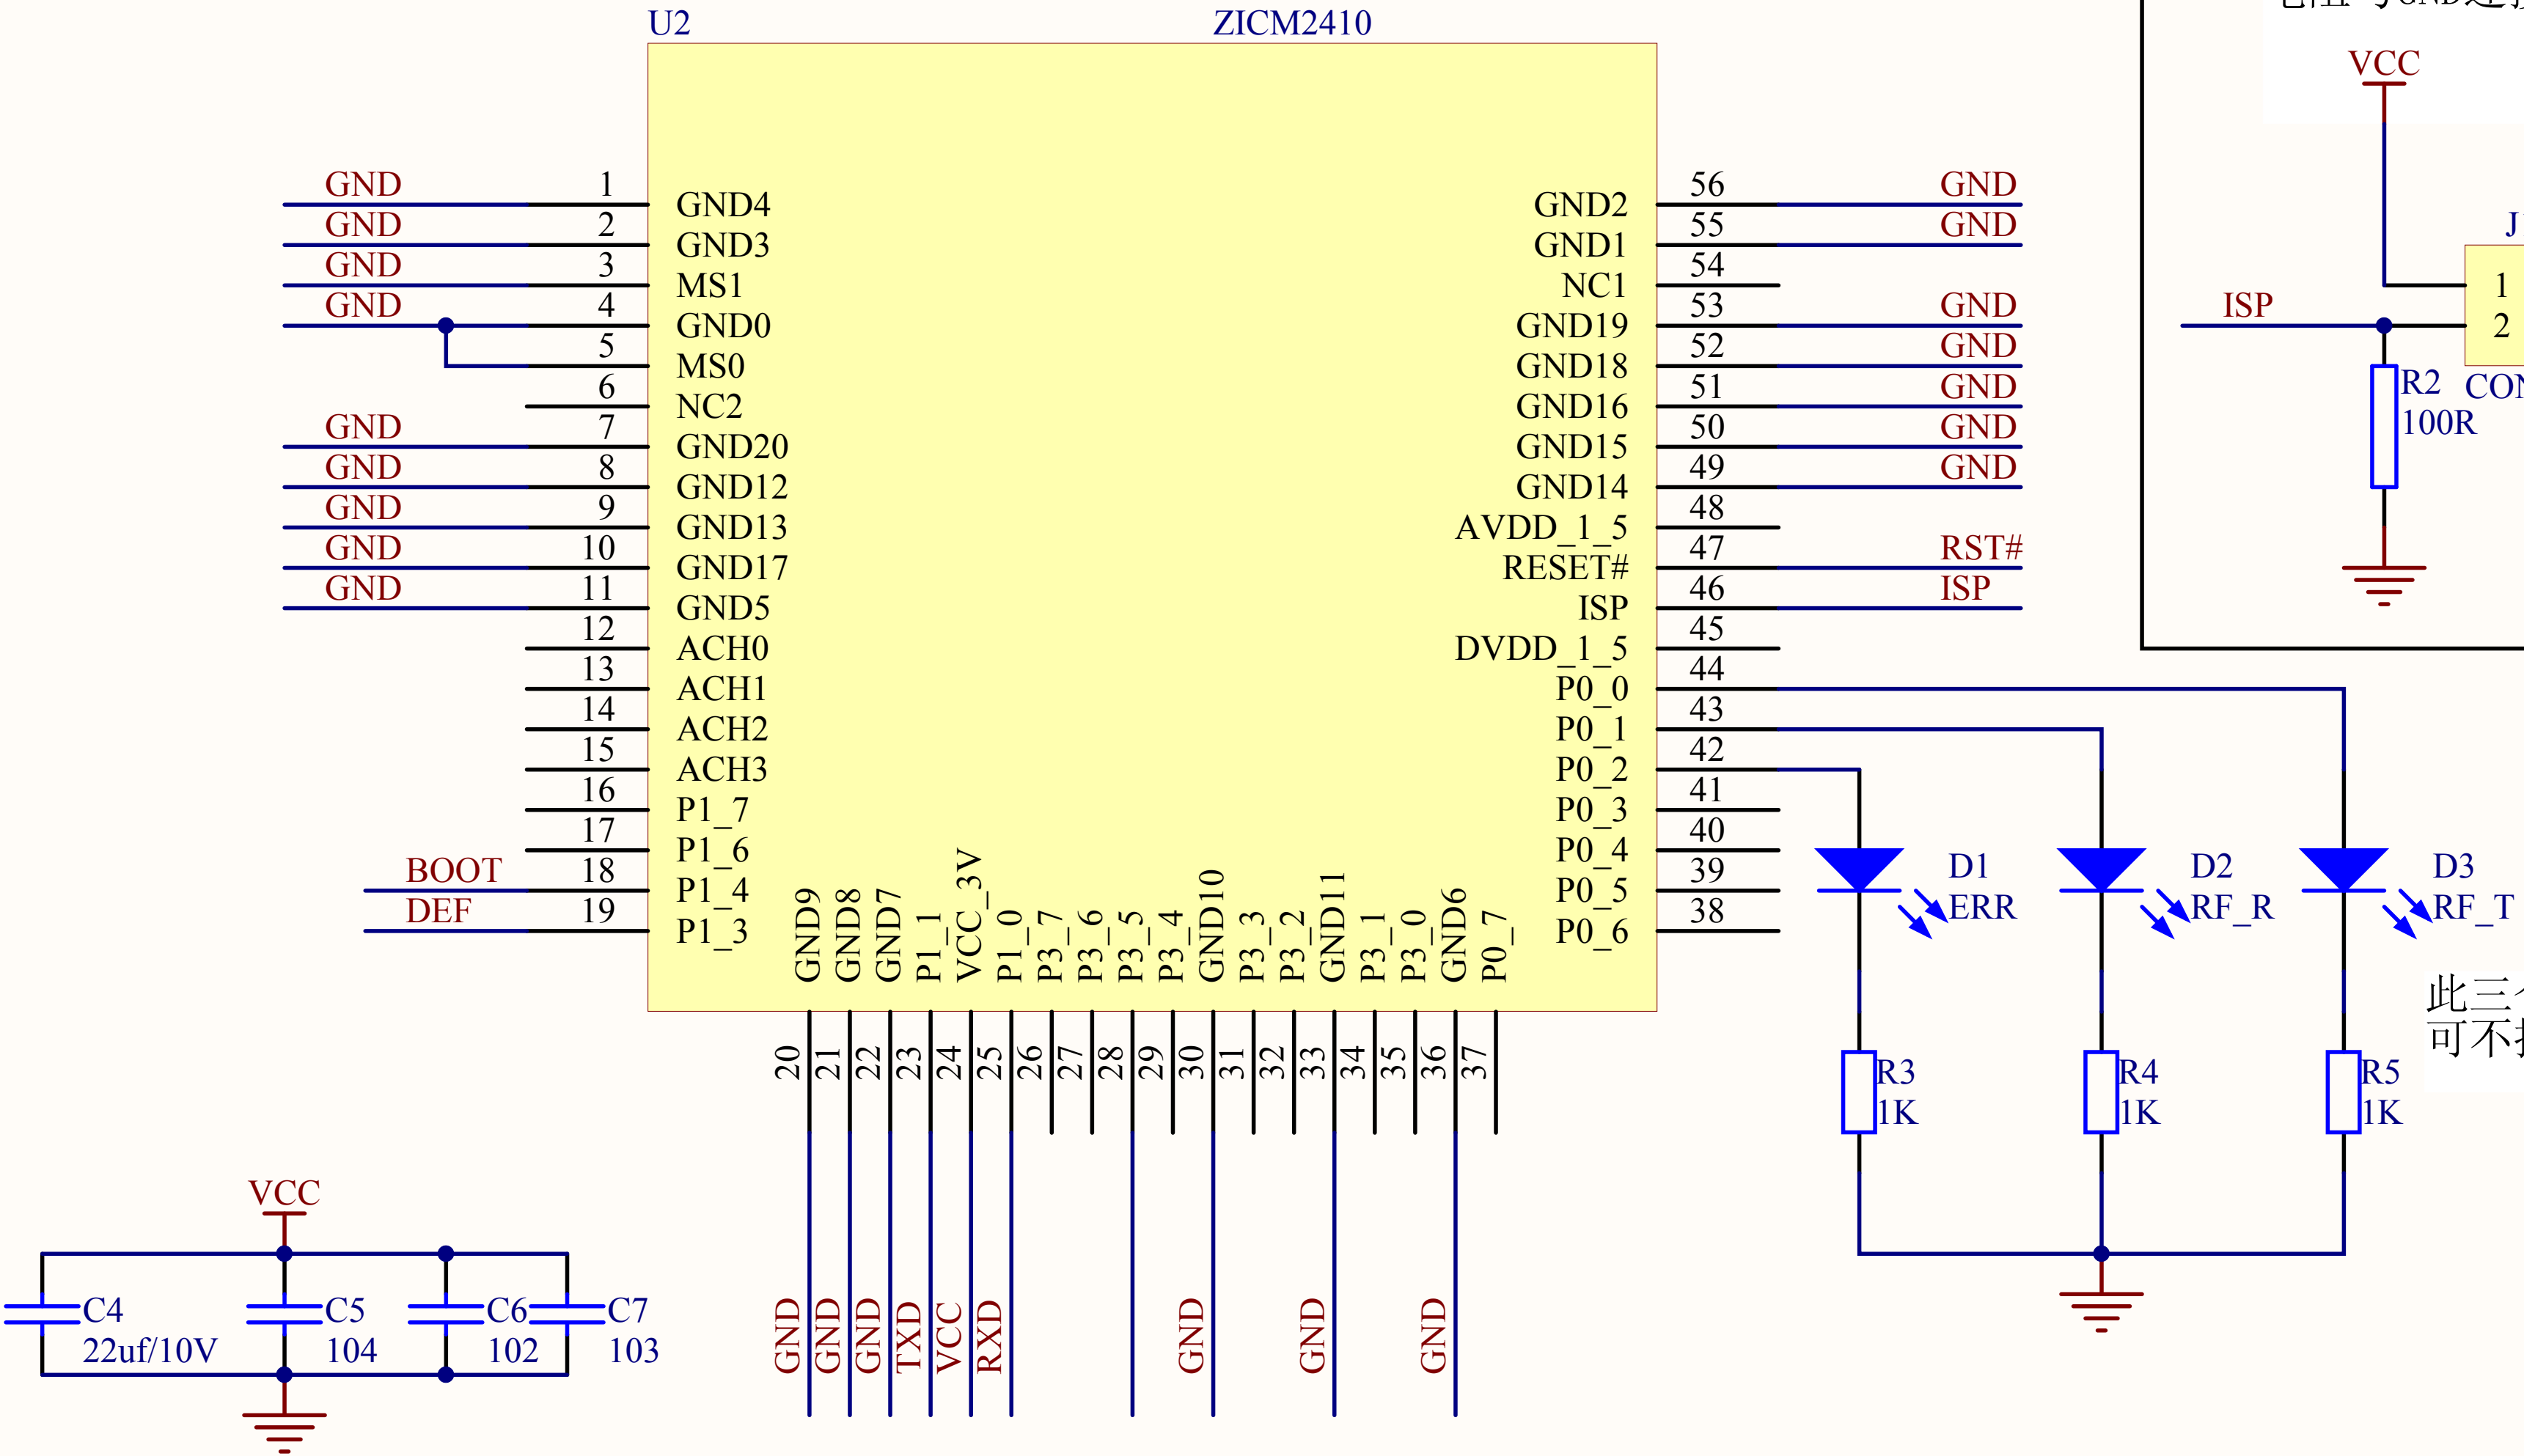 U2
ZICM2410
GND 1 GND4
GND 2 GND3
GND 3 MS1
GND 4 GND0
5 MS0
6 NC2
GND 7 GND20
GND 8 GND12
GND 9 GND13
GND 10 GND17
GND 11 GND5
12 ACH0
13 ACH1
14 ACH2
15 ACH3
16 P1_7
17 P1_6
BOOT 18 P1_4
DEF 19 P1_3
GND2 56 GND
GND1 55 GND
NC1 54
GND19 53 GND
GND18 52 GND
GND16 51 GND
GND15 50 GND
GND14 49 GND
AVDD_1_5 48
RESET# 47 RST#
ISP 46 ISP
DVDD_1_5 45
P0_0 44
P0_1 43
P0_2 42
P0_3 41
P0_4 40
P0_5 39
P0_6 38
GND9 20 GND
GND8 21 GND
GND7 22 GND
P1_1 23 TXD
VCC_3V 24 VCC
P1_0 25 RXD
P3_7 26
P3_6 27
P3_5 28
P3_4 29
GND10 30 GND
P3_3 31
P3_2 32
GND11 33 GND
P3_1 34
P3_0 35
GND6 36 GND
P0_7 37
VCC
J
1
ISP 2
R2
100R
D1
ERR
D2
RF_R
D3
RF_T
此三
可不
R3
1K
R4
1K
R5
1K
VCC
C4
22uf/10V
C5
104
C6
102
C7
103